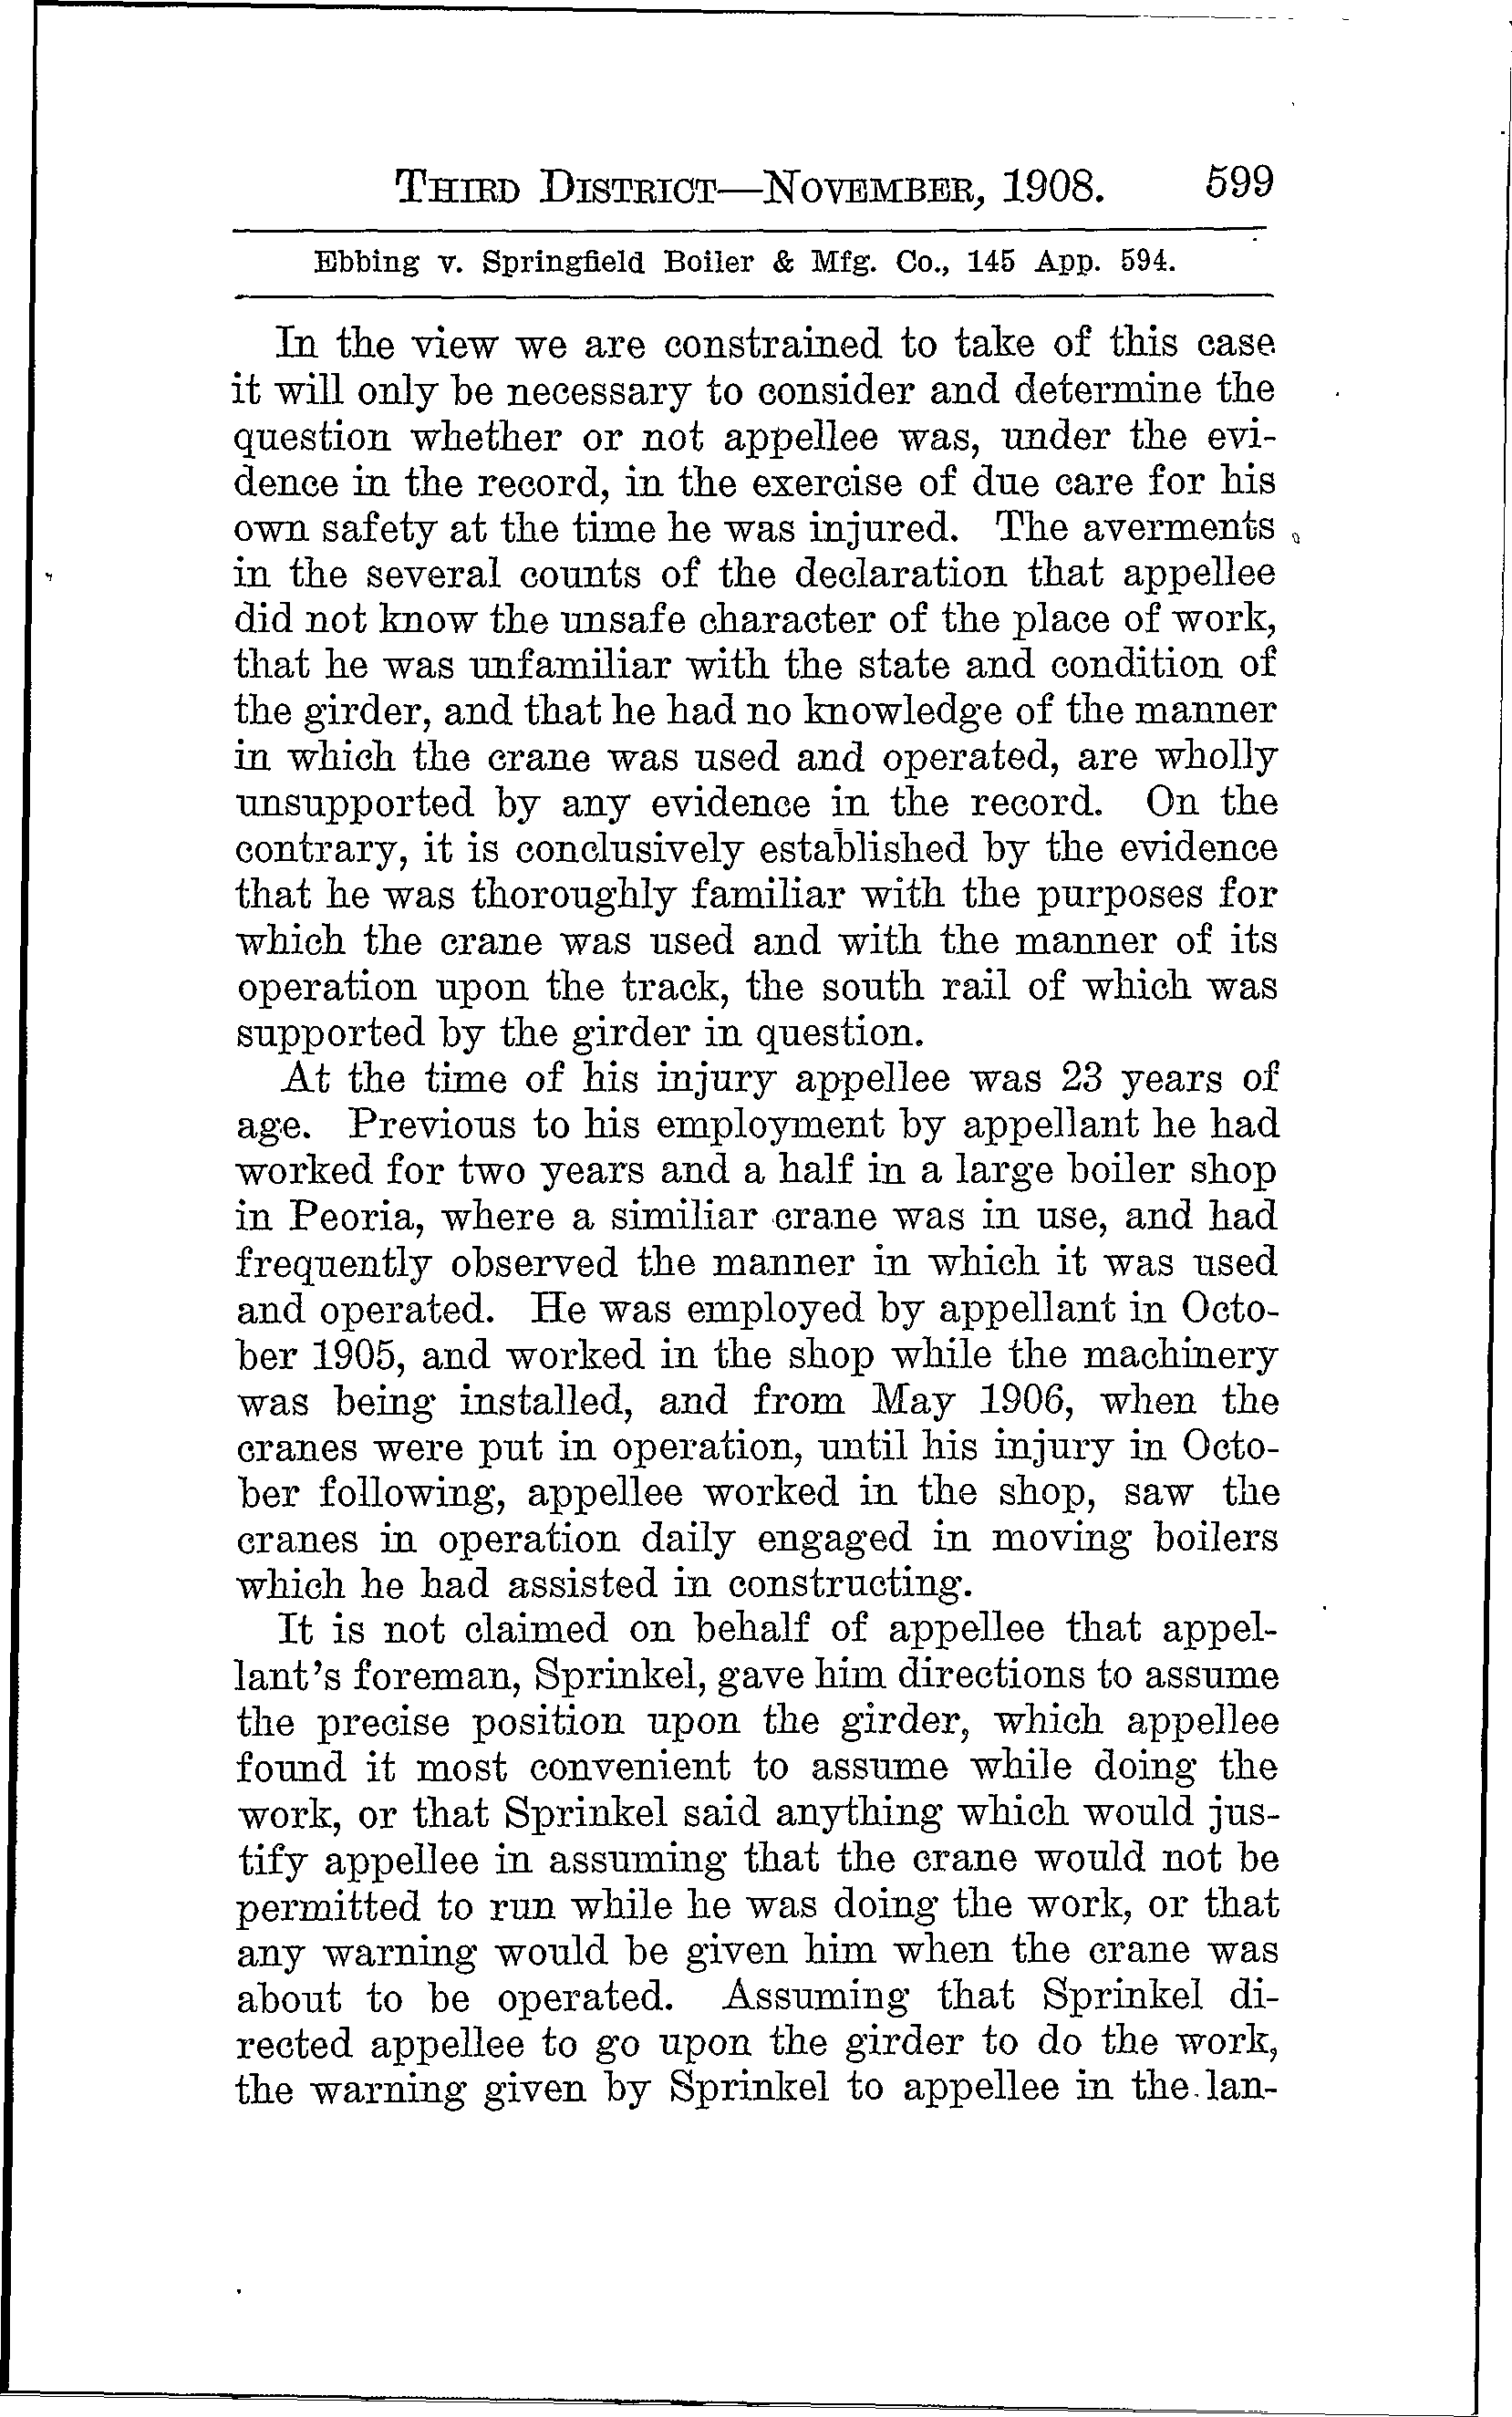 THIRD DISTRICT—NOVEMBER, 1908. 599
Ebbing v. Springfield Boiler & Mfg. Co., 145 App. 594.
In the view we are constrained to take of this case
it will only be necessary to consider and determine the
question whether or not appellee was, under the evi-
dence in the record, in the exercise of due care for his
own safety at the time he was injured. The averments
in the several counts of the declaration that appellee
did not know the unsafe character of the place of work,
that he was unfamiliar with the state and condition of
the girder, and that he had no knowledge of the manner
in which the crane was used and operated, are wholly
unsupported by any evidence in the record. On the
contrary, it is conclusively established by the evidence
that he was thoroughly familiar with the purposes for
which the crane was used and with the manner of its
operation upon the track, the south rail of which was
supported by the girder in question.
At the time of his injury appellee was 23 years of
age. Previous to his employment by appellant he had
worked for two years and a half in a large boiler shop
in Peoria, where a similiar crane was in use, and had
frequently observed the manner in which it was used
and operated. He was employed by appellant in Octo-
ber 1905, and worked in the shop while the machinery
was being installed, and from May 1906, when the
cranes were put in operation, until his injury in Octo-
ber following, appellee worked in the shop, saw the
cranes in operation daily engaged in moving boilers
which he had assisted in constructing.
It is not claimed on behalf of appellee that appel-
lant's foreman, Sprinkel, gave him directions to assume
the precise position upon the girder, which appellee
found it most convenient to assume while doing the
work, or that Sprinkel said anything which would jus-
tify appellee in assuming that the crane would not be
permitted to run while he was doing the work, or that
any warning would be given him when the crane was
about to be operated. Assuming that Sprinkel di-
rected appellee to go upon the girder to do the work,
the warning given by Sprinkel to appellee in the lan-